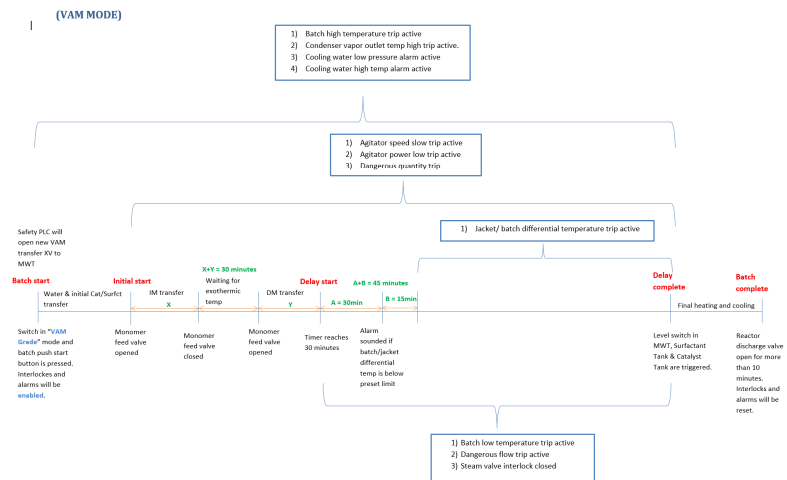 (VAM MODE)
1) Batch high temperature trip active
2) Condenser vapor outlet temp high trip active.
3) Cooling water low pressure alarm active
4) Cooling water high temp alarm active
1) Agitator speed slow trip active
2) Agitator power low trip active
3) Dangerous quantity trip
1) Jacket/ batch differential temperature trip active
Safety PLC will
open new VAM
transfer XV to
MWT
Batch start
Water & initial Cat/Surfct
transfer
Initial start
IM transfer
X
X+Y = 30 minutes
Waiting for
exothermic
temp
DM transfer
Y
Delay start
A = 30min
A+B = 45 minutes
B = 15min
Delay
complete
Final heating and cooling
Batch
complete
Switch in "VAM
Grade" mode and
batch push start
button is pressed.
Interlockes and
alarms will be
enabled.
Monomer
feed valve
opened
Monomer
feed valve
closed
Monomer
feed valve
opened
Timer reaches
30 minutes
Alarm
sounded if
batch/jacket
differential
temp is below
preset limit
Level switch in
MWT, Surfactant
Tank & Catalyst
Tank are triggered.
Reactor
discharge valve
open for more
than 10
minutes.
Interlocks and
alarms will be
reset.
1) Batch low temperature trip active
2) Dangerous flow trip active
3) Steam valve interlock closed